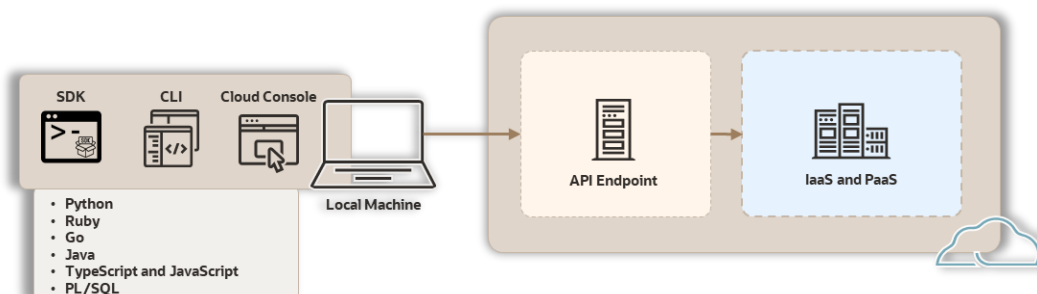 SDK
CLI
Cloud Console
>-
SDK
</>
Local Machine
API Endpoint
IaaS and PaaS
• Python
• Ruby
• Go
• Java
• TypeScript and JavaScript
• PL/SQL